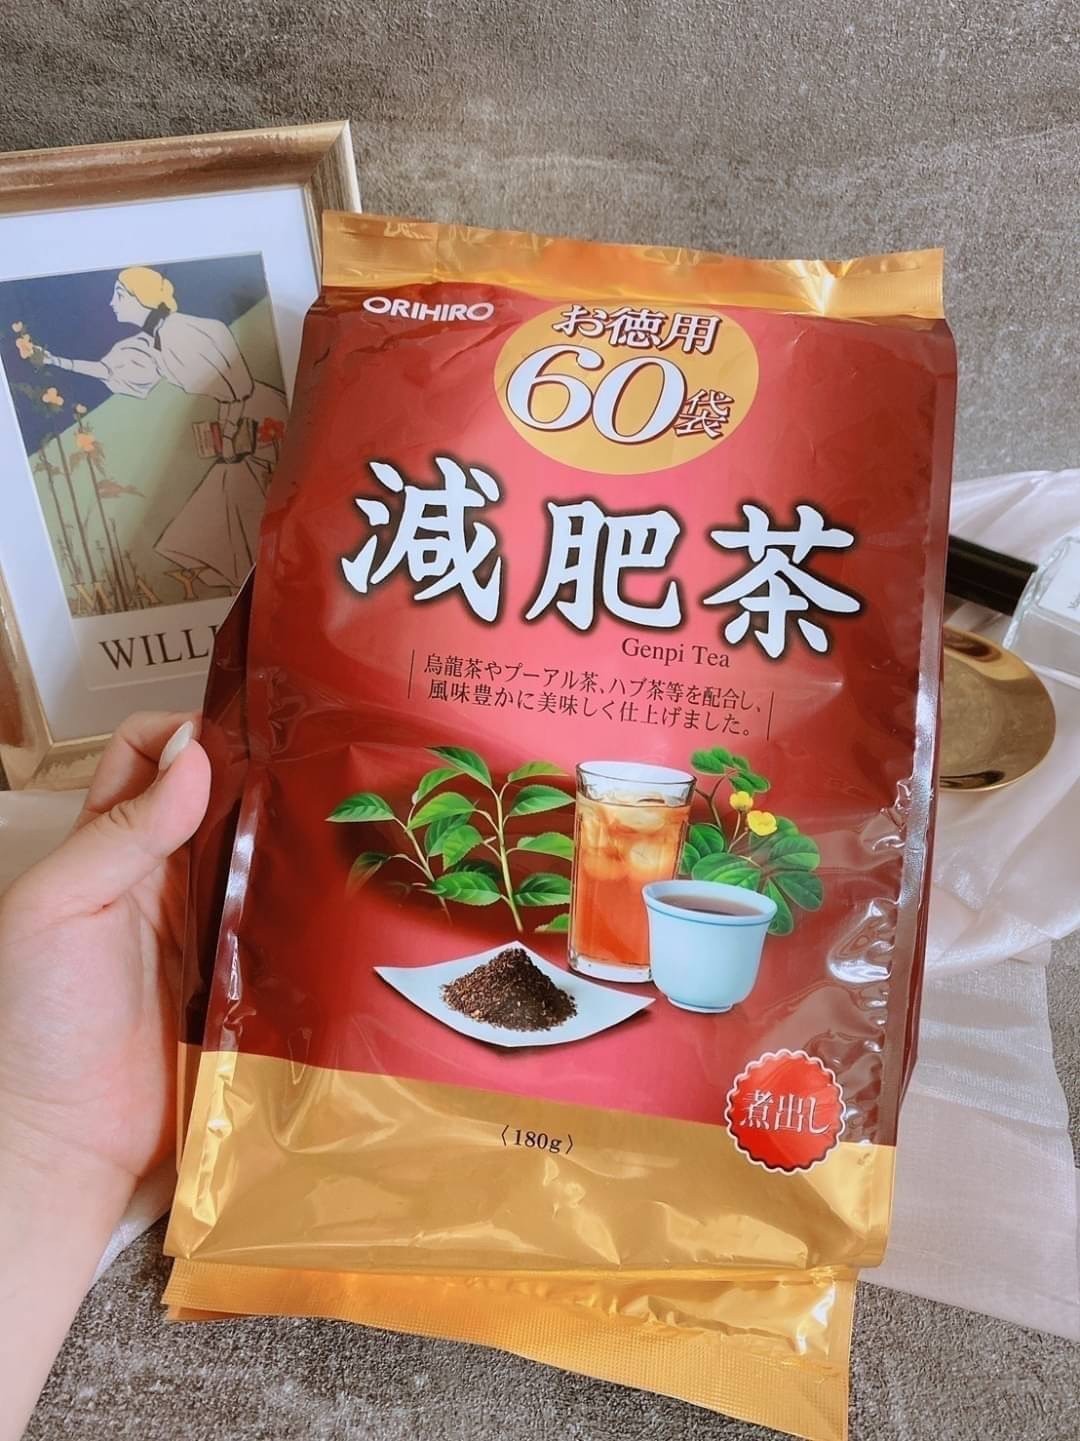 ORIHIRO
お徳用
60袋
減肥茶
Genpi Tea
烏龍茶やプーアル茶、ハブ茶等を配合し、
風味豊かに美味しく仕上げました。
煮出し
〈180g〉
MAY
WILL